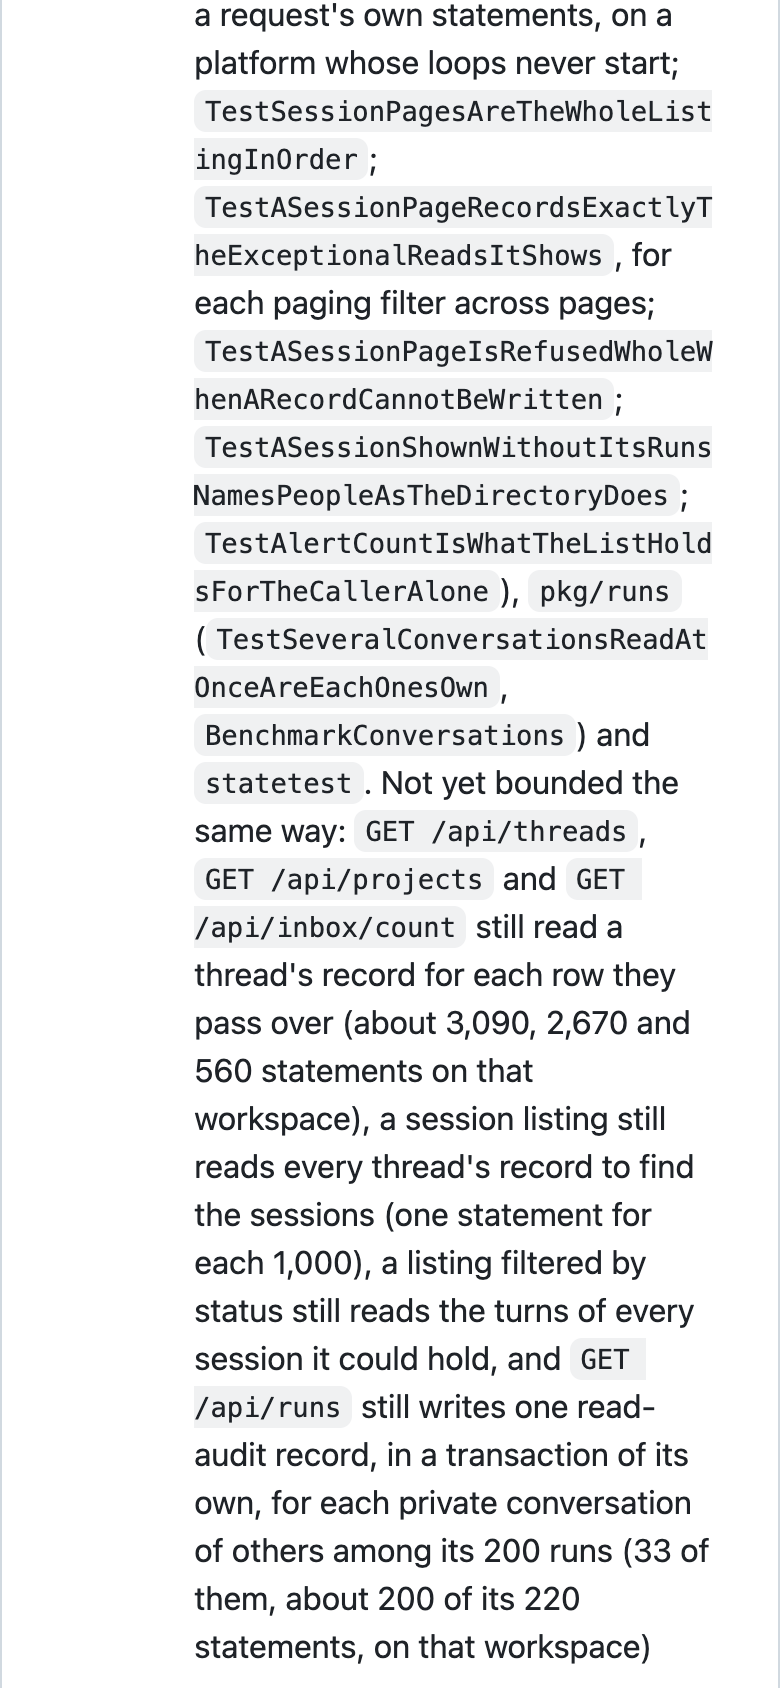 a request's own statements, on a
platform whose loops never start;
TestSessionPagesAreTheWholeList
ingInOrder ;
TestASessionPageRecordsExactlyT
heExceptionalReadsItShows , for
each paging filter across pages;
TestASessionPageIsRefusedWholeW
henARecordCannotBeWritten ;
TestASessionShownWithoutItsRuns
NamesPeopleAsTheDirectoryDoes ;
TestAlertCountIsWhatTheListHold
sForTheCallerAlone ), pkg/runs
( TestSeveralConversationsReadAt
OnceAreEachOnesOwn ,
BenchmarkConversations ) and
statetest . Not yet bounded the
same way: GET /api/threads ,
GET /api/projects and GET
/api/inbox/count still read a
thread's record for each row they
pass over (about 3,090, 2,670 and
560 statements on that
workspace), a session listing still
reads every thread's record to find
the sessions (one statement for
each 1,000), a listing filtered by
status still reads the turns of every
session it could hold, and GET
/api/runs still writes one read-
audit record, in a transaction of its
own, for each private conversation
of others among its 200 runs (33 of
them, about 200 of its 220
statements, on that workspace)